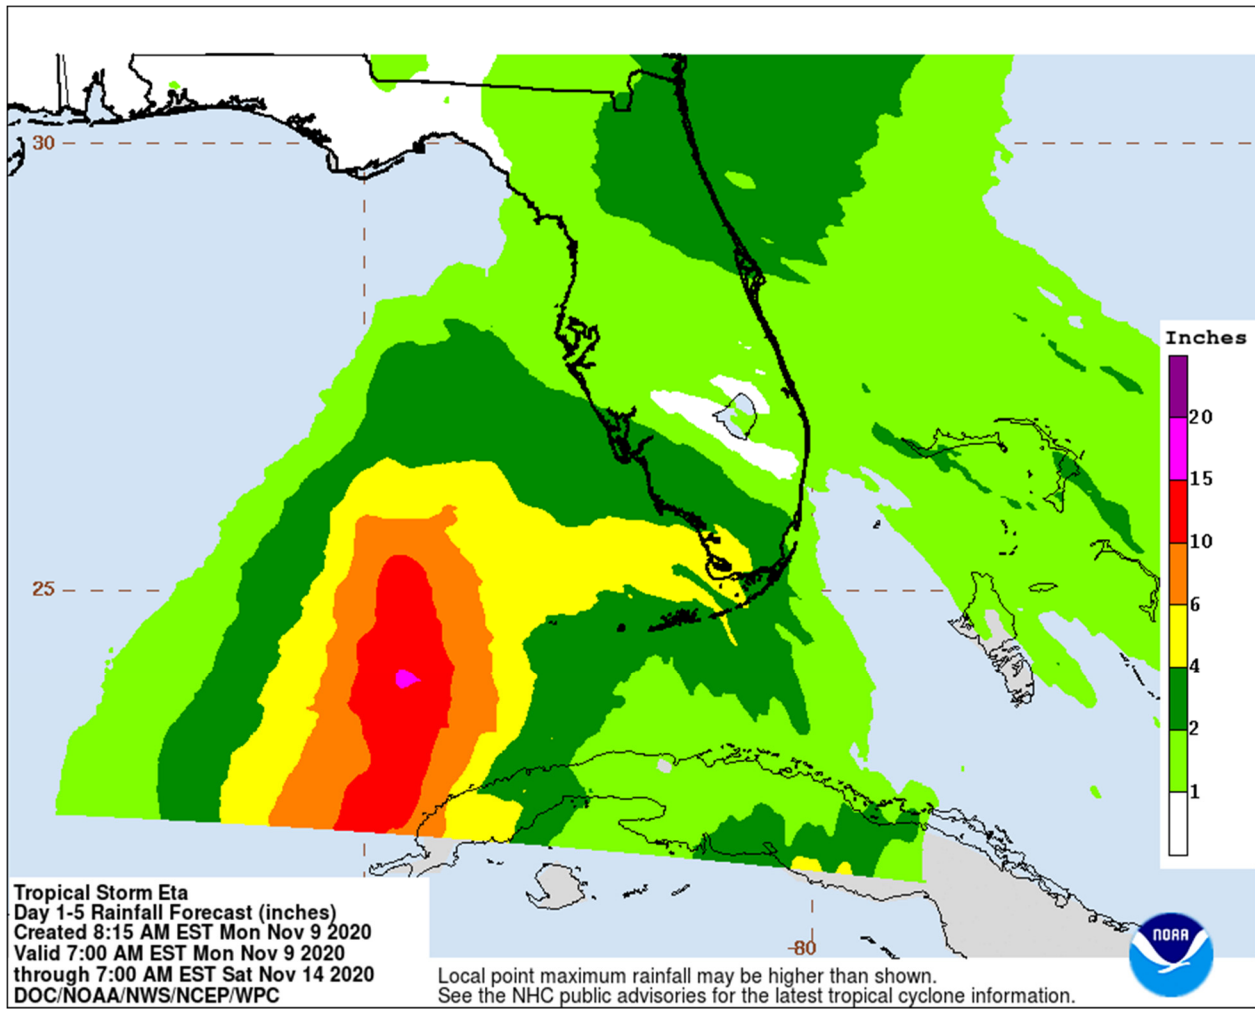 30
25
-80
Inches
20
15
10
6
4
2
1
Tropical Storm Eta
Day 1-5 Rainfall Forecast (inches)
Created 8:15 AM EST Mon Nov 9 2020
Valid 7:00 AM EST Mon Nov 9 2020
through 7:00 AM EST Sat Nov 14 2020
DOC/NOAA/NWS/NCEP/WPC
Local point maximum rainfall may be higher than shown.
See the NHC public advisories for the latest tropical cyclone information.
NOAA